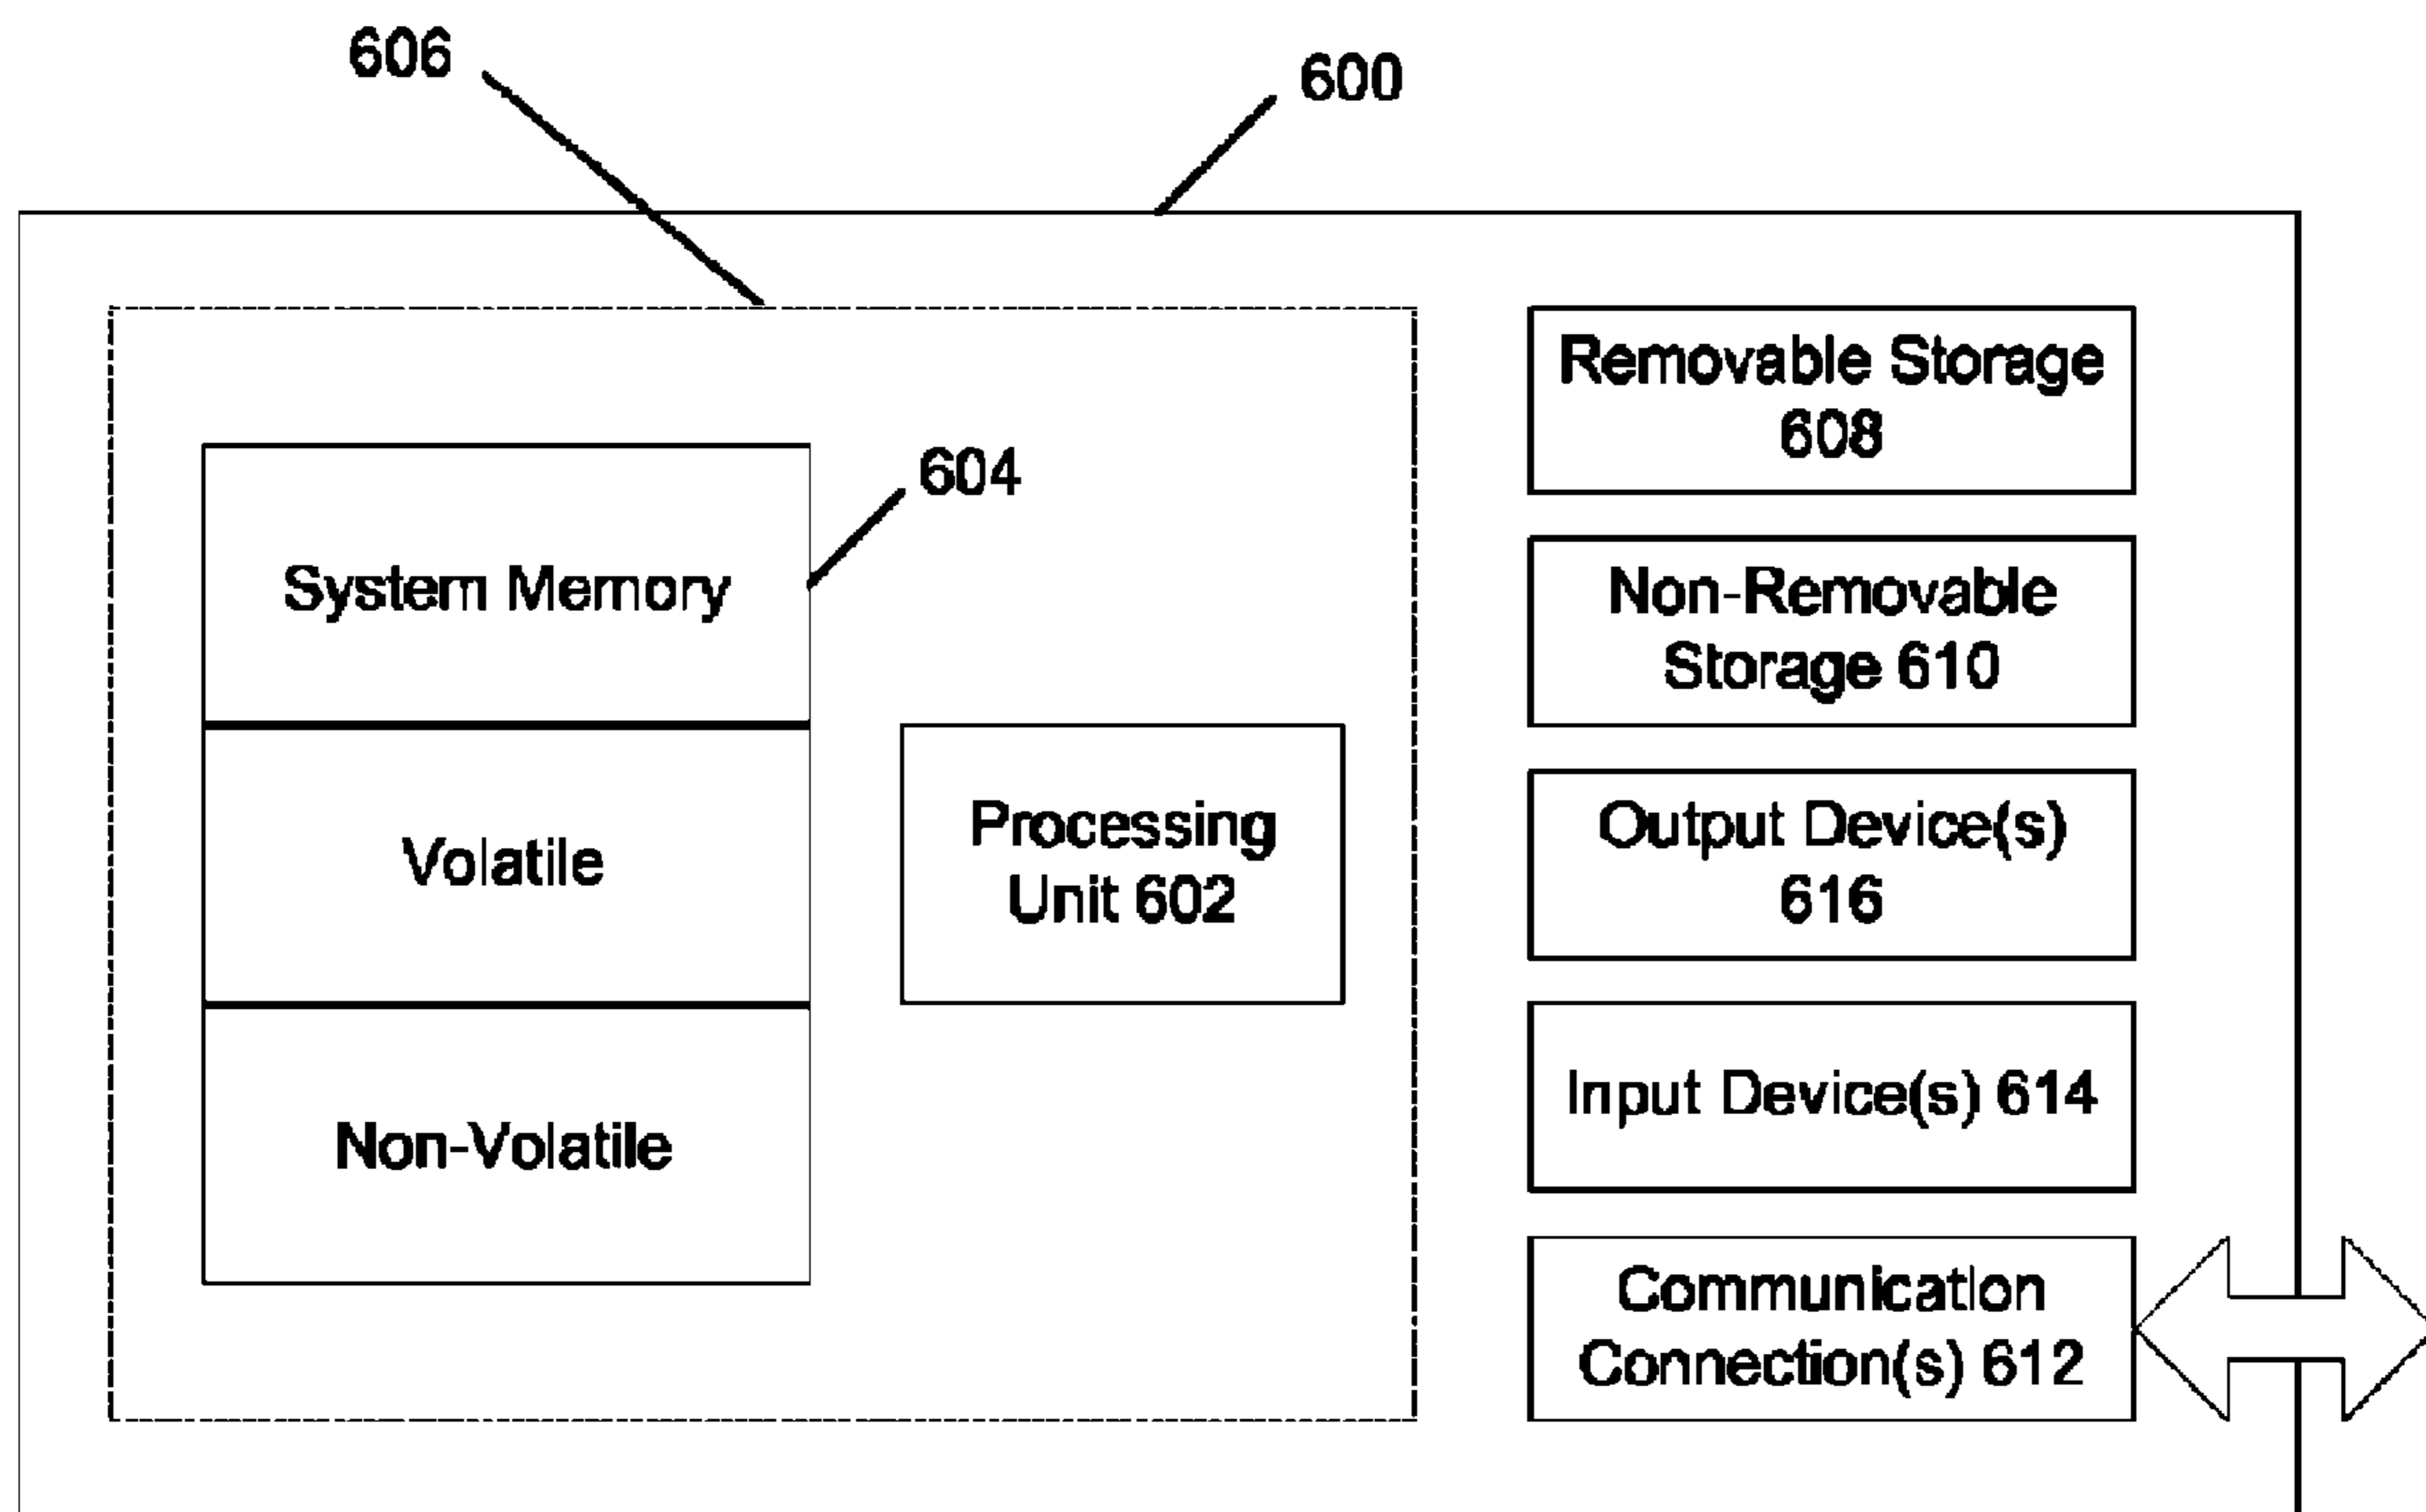 606
600
604
System Memory
Volatile
Non-Volatile
Processing
Unit 602
Removable Storage
608
Non-Removable
Storage 610
Output Device(s)
616
Input Device(s) 614
Communication
Connection(s) 612